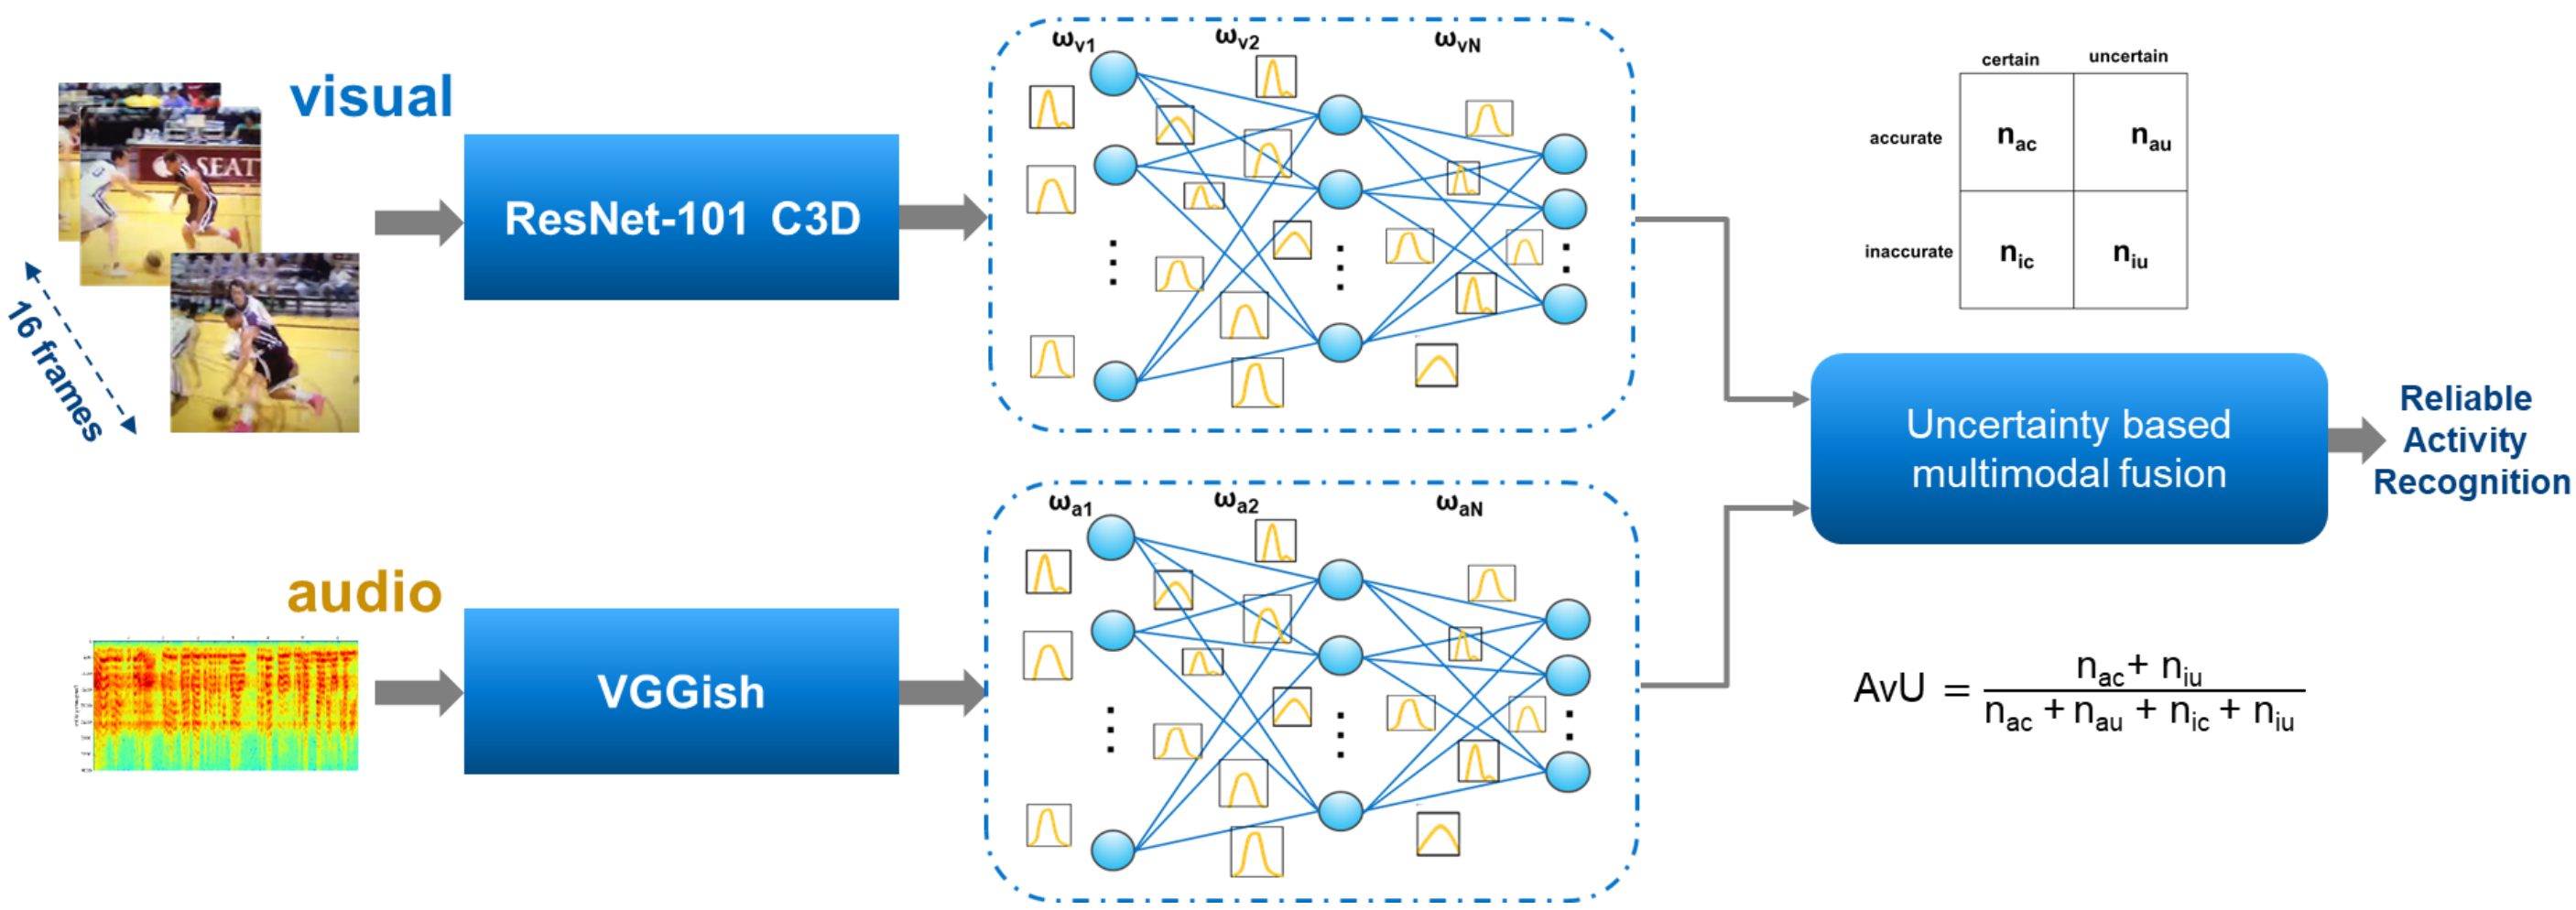 visual
SEAT
16 frames
ResNet-101 C3D
ωv1
ωv2
ωvN
certain
uncertain
accurate
nac
nau
inaccurate
nic
niu
Uncertainty based
multimodal fusion
Reliable
Activity
Recognition
audio
VGGish
ωa1
ωa2
ωaN
AvU = nac + niu
nac + nau + nic + niu